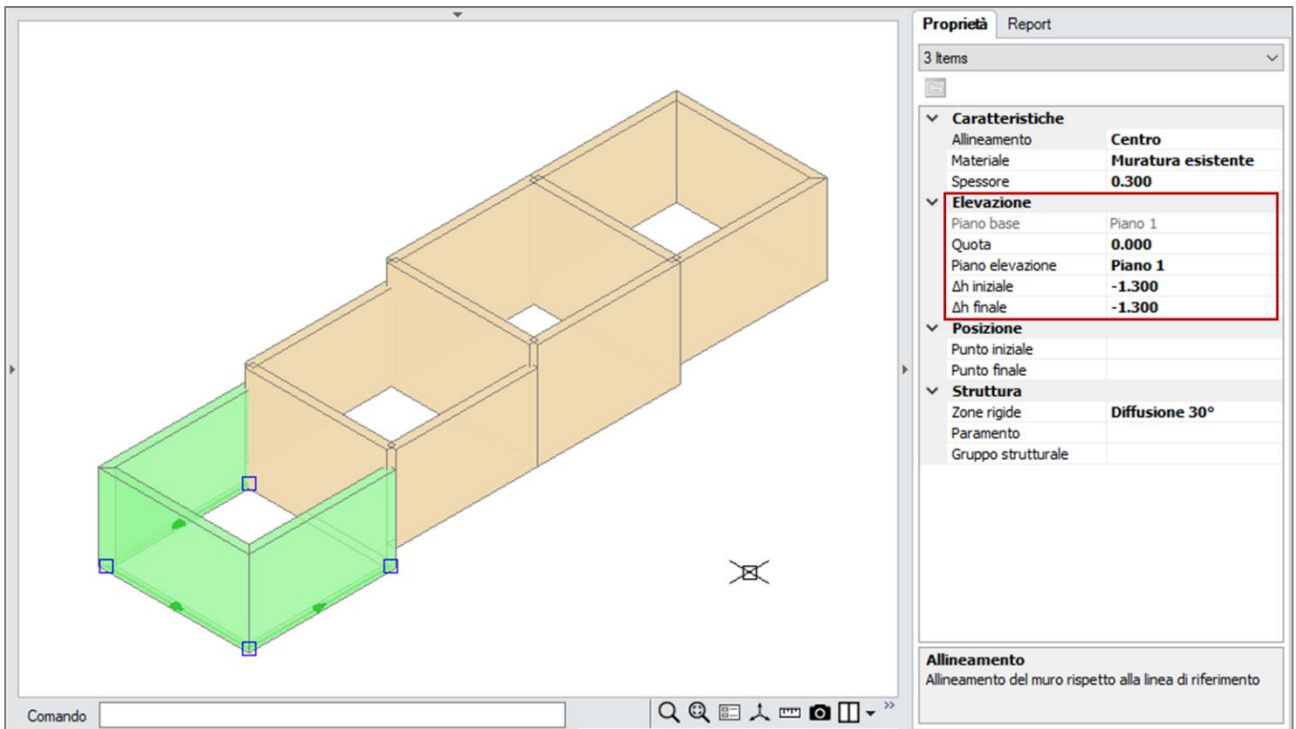 Proprietà Report
3 Items
Caratteristiche
Allineamento Centro
Materiale Muratura esistente
Spessore 0.300
Elevazione
Piano base Piano 1
Quota 0.000
Piano elevazione Piano 1
Δh iniziale -1.300
Δh finale -1.300
Posizione
Punto iniziale
Punto finale
Struttura
Zone rigide Diffusione 30°
Paramento
Gruppo strutturale
Allineamento
Allineamento del muro rispetto alla linea di riferimento
Comando